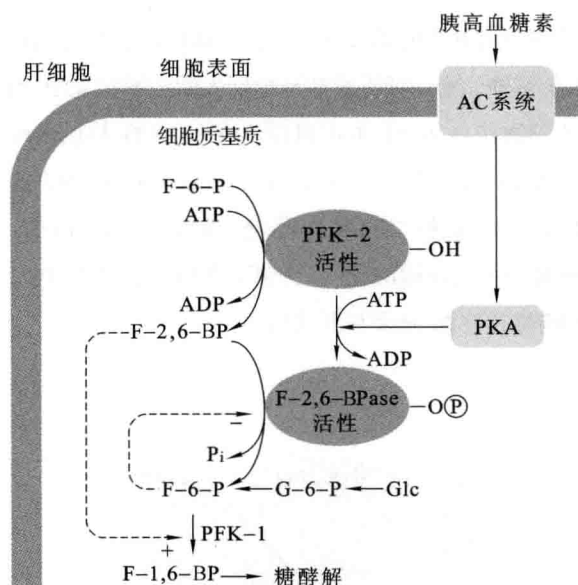 胰高血糖素
肝细胞
细胞表面
AC系统
细胞质基质
F-6-P
ATP
PFK-2
活性
-OH
ADP
ATP
PKA
F-2,6-BP
ADP
F-2,6-BPase
活性
-OⓅ
−
Pi
F-6-P
G-6-P
Glc
PFK-1
+
F-1,6-BP
糖酵解